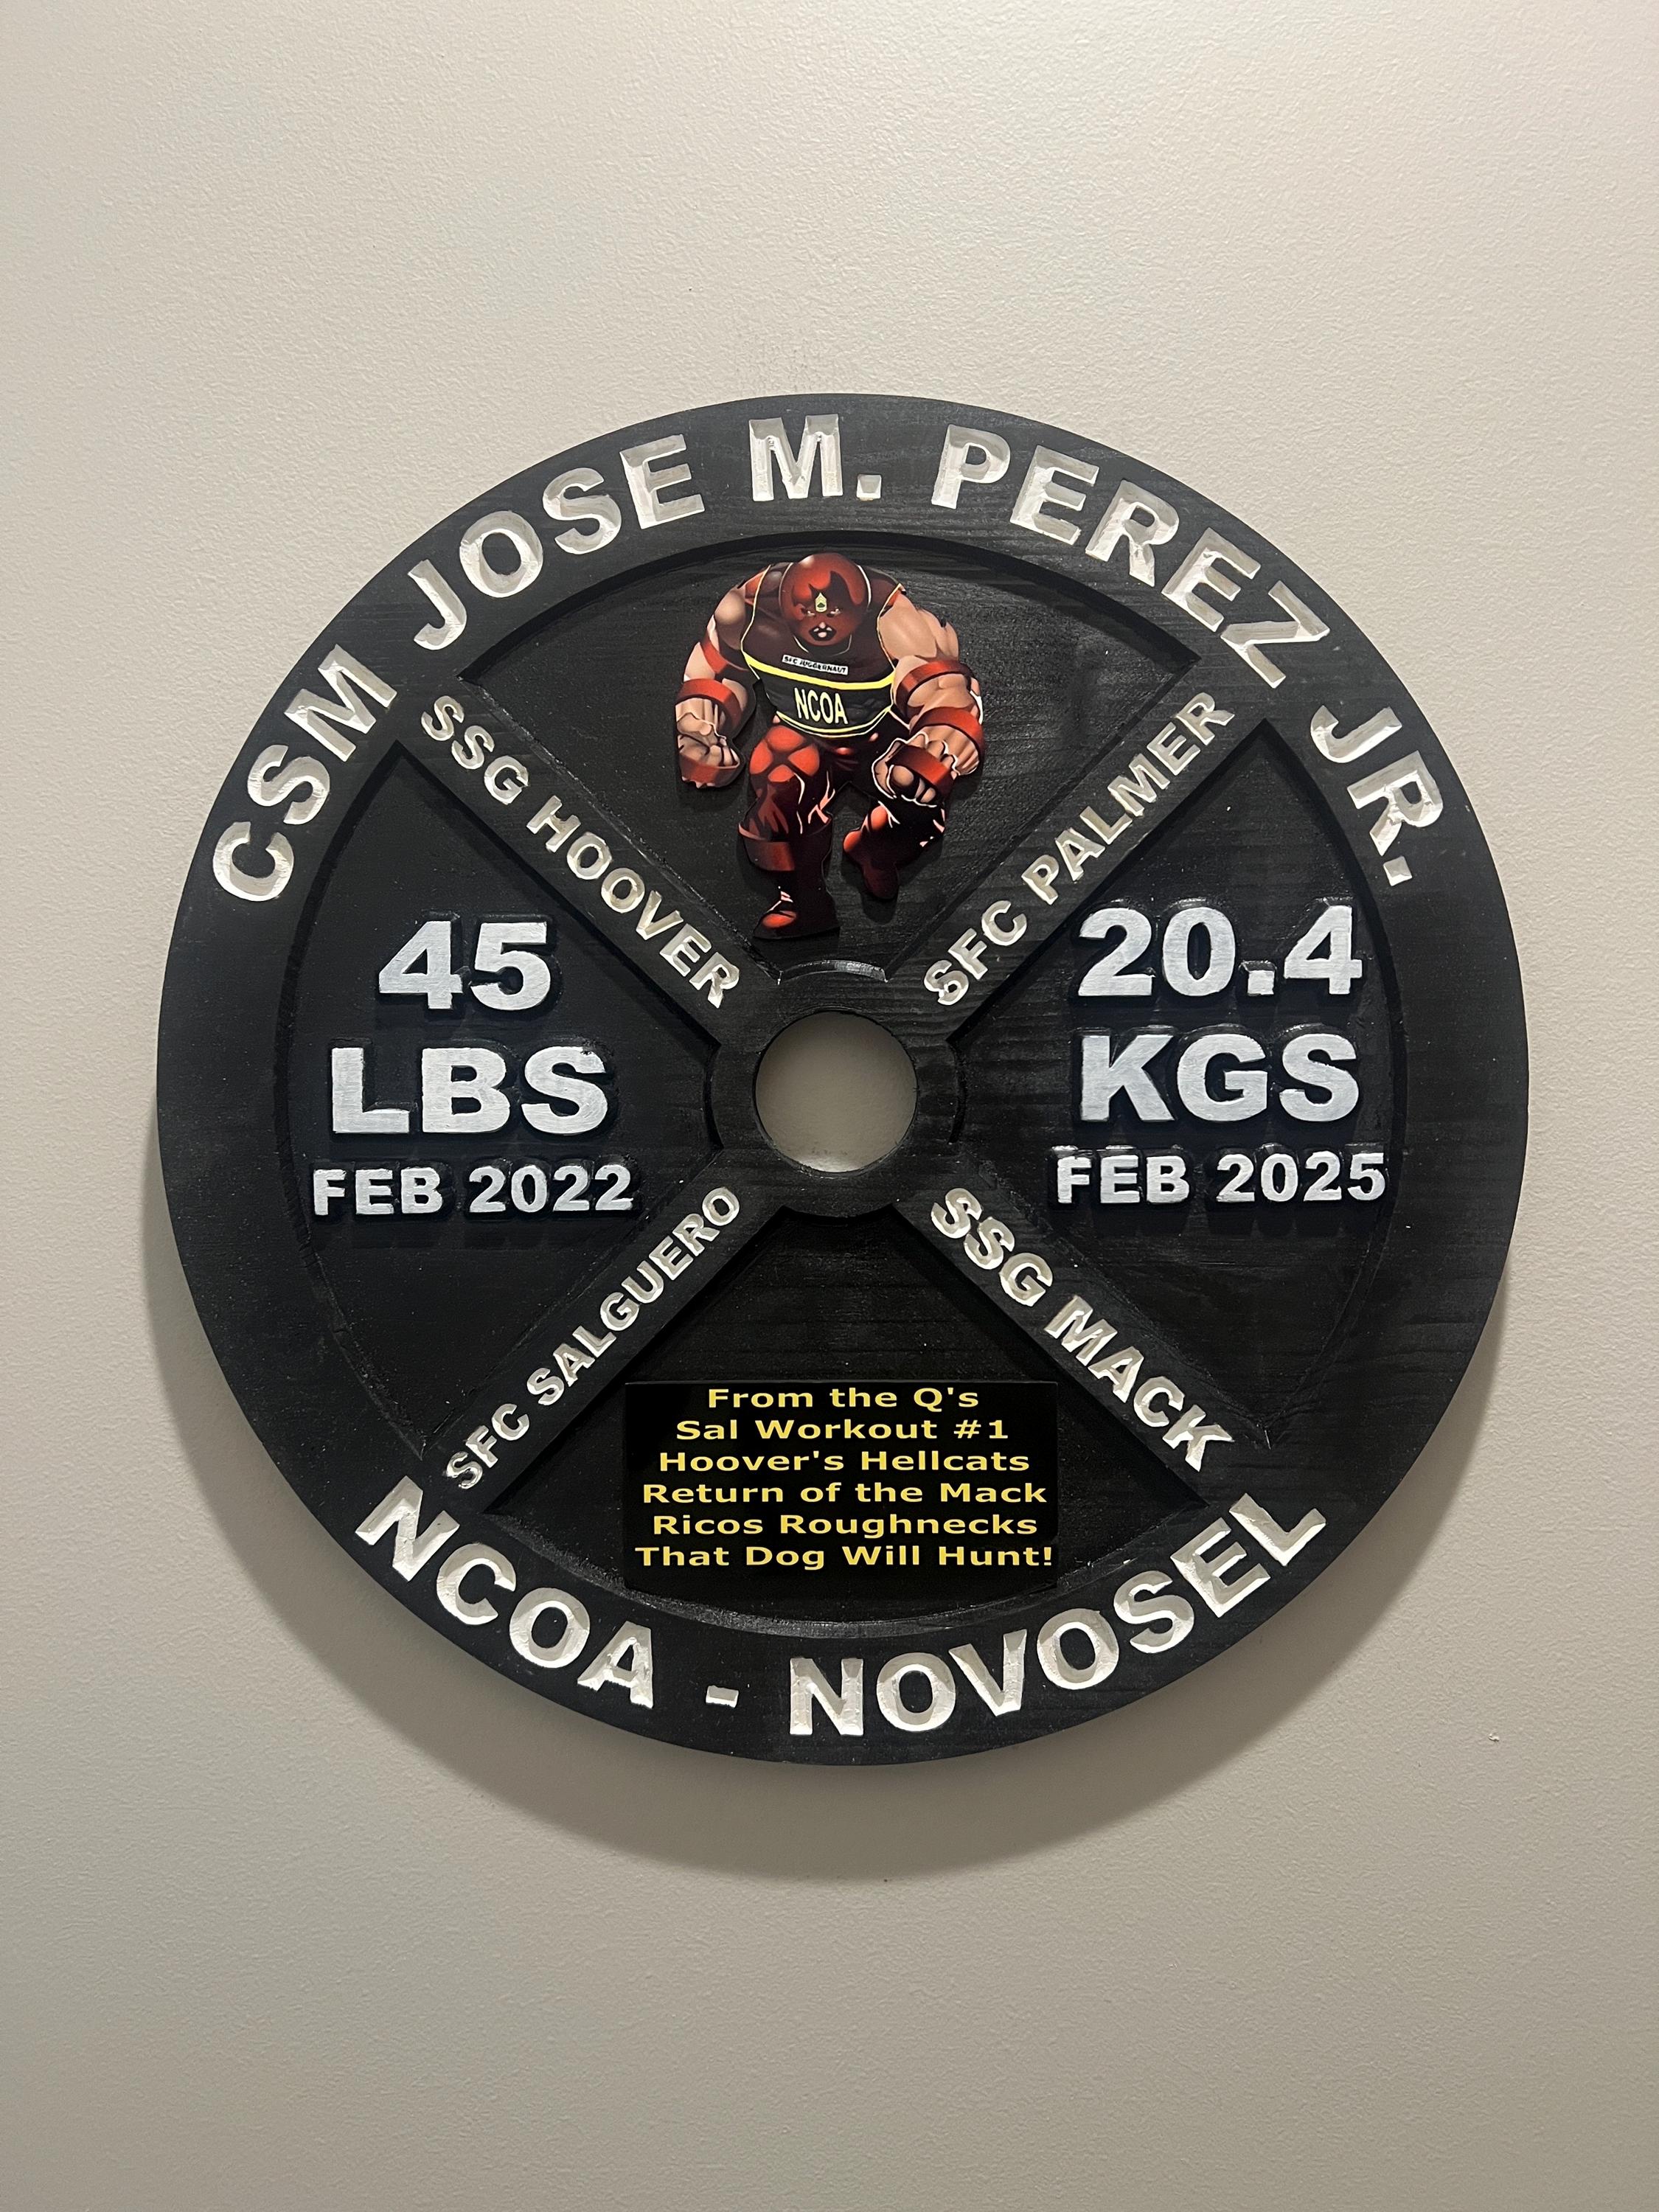 CSM JOSE M. PEREZ JR.
SSG HOOVER
SFC PALMER
SFC JUGGERNAUT
NCOA
45
LBS
FEB 2022
20.4
KGS
FEB 2025
SFC SALGUERO
SSG MACK
From the Q's
Sal Workout #1
Hoover's Hellcats
Return of the Mack
Ricos Roughnecks
That Dog Will Hunt!
NCOA - NOVOSEL